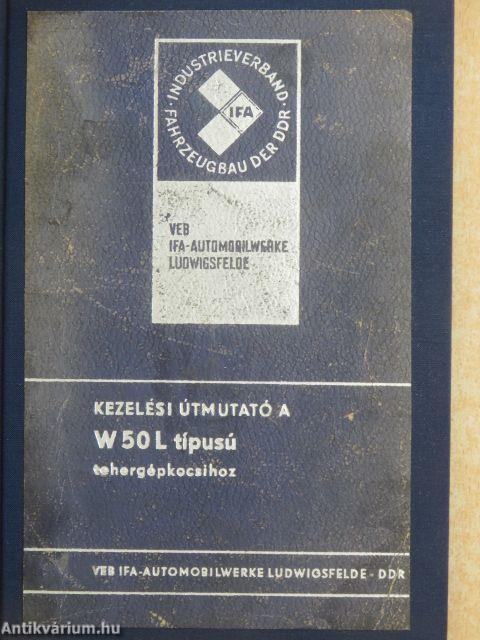 · INDUSTRIEVERBAND ·
FAHRZEUGBAU DER DDR
IFA
VEB
IFA-AUTOMOBILWERKE
LUDWIGSFELDE
KEZELÉSI ÚTMUTATÓ A
W 50 L típusú
tehergépkocsihoz
VEB IFA-AUTOMOBILWERKE LUDWIGSFELDE - DDR
Antikvárium.hu